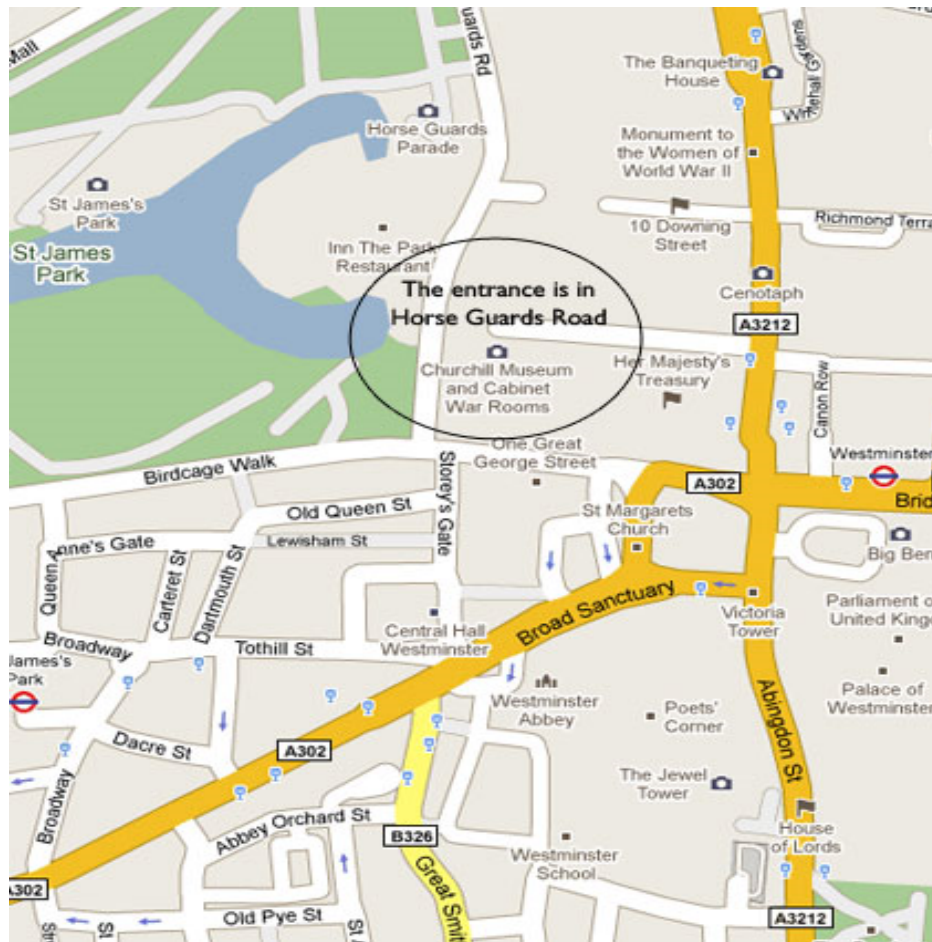 Mall
uards Rd
The Banqueting
House
Whitehall Gardens
Horse Guards
Parade
Monument to
the Women of
World War II
St James's
Park
St James
Park
10 Downing
Street
Richmond Terra
Inn The Park
Restaurant
Cenotaph
The entrance is in
Horse Guards Road
A3212
Churchill Museum
and Cabinet
War Rooms
Her Majesty's
Treasury
Canon Row
One Great
George Street
Westminster
Birdcage Walk
Storey's Gate
A302
Brid
Old Queen St
St Margarets
Church
Queen Anne's Gate
Lewisham St
Carteret St
Dartmouth St
Big Ben
Broad Sanctuary
Victoria
Tower
Parliament o
United King
Central Hall
Westminster
Broadway
Tothill St
James's
Park
Westminster
Abbey
Poets'
Corner
Palace of
Westminster
Abingdon St
Dacre St
A302
The Jewel
Tower
Broadway
Abbey Orchard St
B326
House
of Lords
Westminster
School
Great Smit
A302
Old Pye St
St
St
A3212